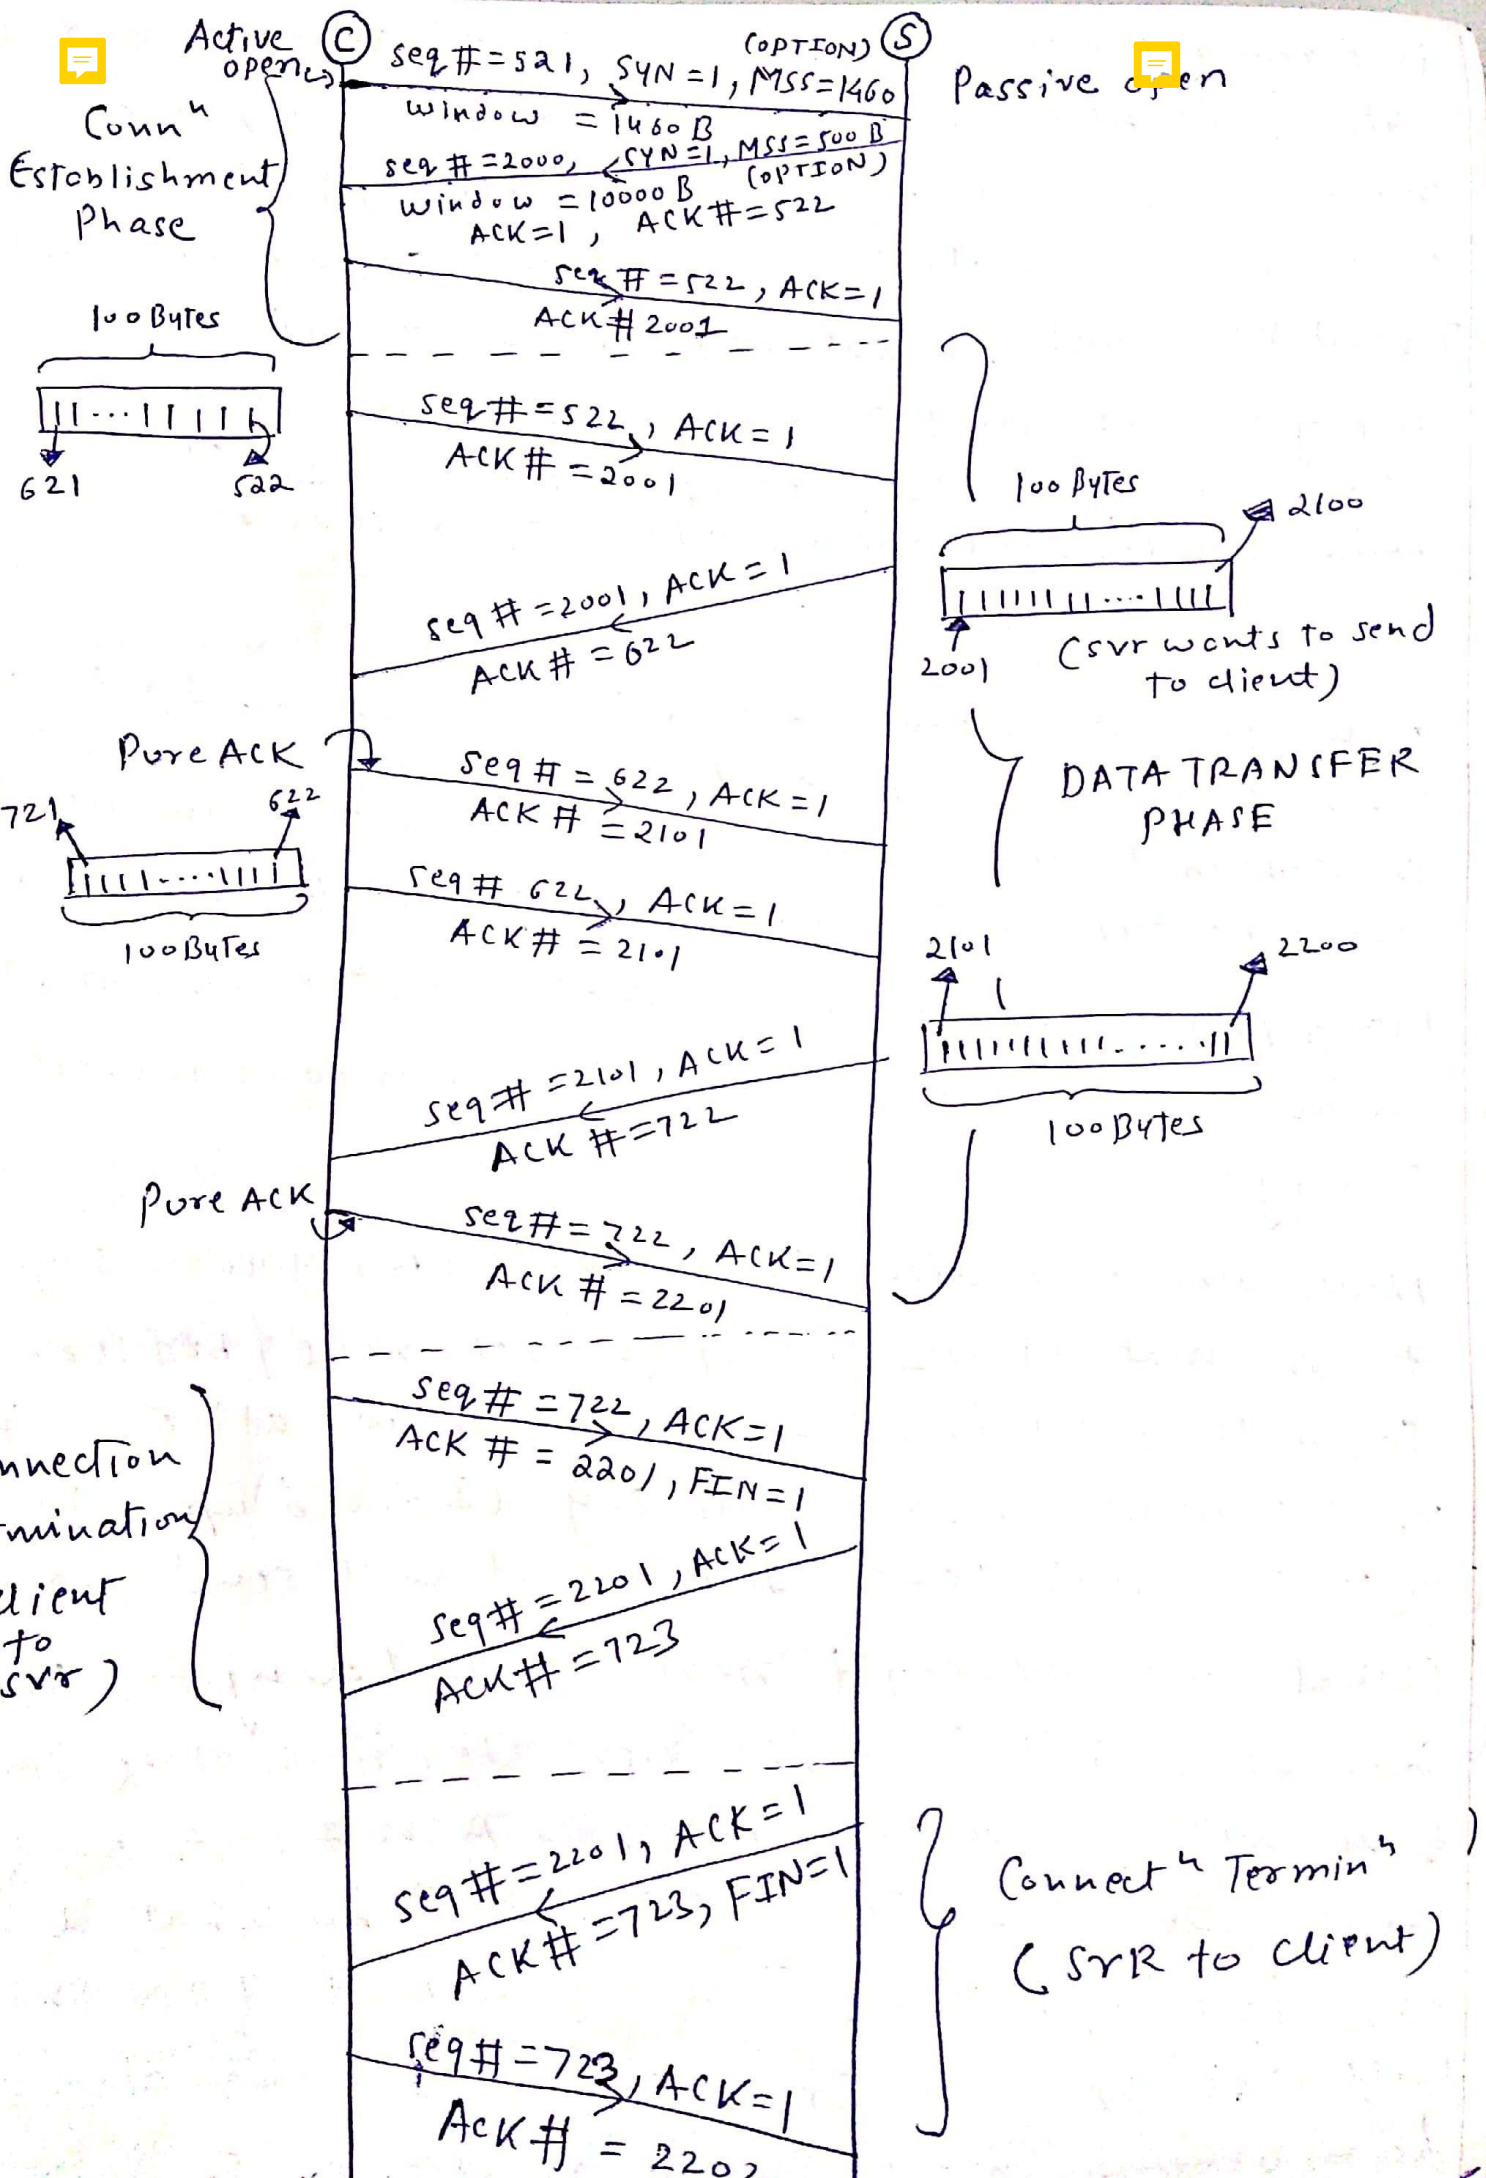 Active open
C
(OPTION)
S
Passive open
seq # = 521, SYN = 1, MSS = 1460
window = 1460 B
Connⁿ
Establishment
Phase
seq # = 2000, SYN = 1, MSS = 500 B
(OPTION)
window = 10000 B
ACK = 1, ACK # = 522
seq # = 522, ACK = 1
ACK # 2001
100 Bytes
621
522
seq # = 522, ACK = 1
ACK # = 2001
100 Bytes
2100
2001
(svr wants to send
to client)
seq # = 2001, ACK = 1
ACK # = 622
DATA TRANSFER
PHASE
Pure ACK
seq # = 622, ACK = 1
ACK # = 2101
721
622
100 Bytes
seq # 622, ACK = 1
ACK # = 2101
2101
2200
100 Bytes
seq # = 2101, ACK = 1
ACK # = 722
Pure ACK
seq # = 722, ACK = 1
ACK # = 2201
nnection
mination
client
to
svr)
seq # = 722, ACK = 1
ACK # = 2201, FIN = 1
seq # = 2201, ACK = 1
ACK # = 723
seq # = 2201, ACK = 1
ACK # = 723, FIN = 1
Connectⁿ Terminⁿ
(SVR to client)
seq # = 723, ACK = 1
ACK # = 2202